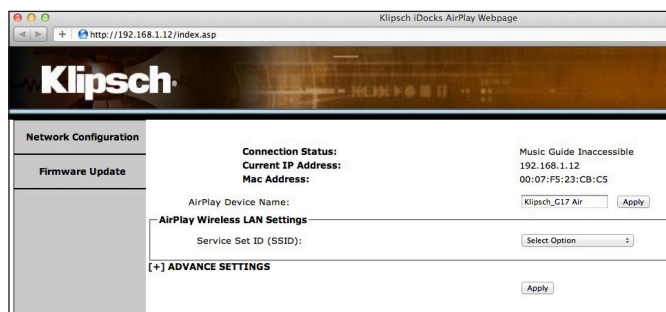 Klipsch iDocks AirPlay Webpage
http://192.168.1.12/index.asp
Klipsch®
Network Configuration
Firmware Update
Connection Status: Music Guide Inaccessible
Current IP Address: 192.168.1.12
Mac Address: 00:07:F5:23:CB:C5
AirPlay Device Name: Klipsch_G17 Air Apply
AirPlay Wireless LAN Settings
Service Set ID (SSID): Select Option
[+] ADVANCE SETTINGS
Apply